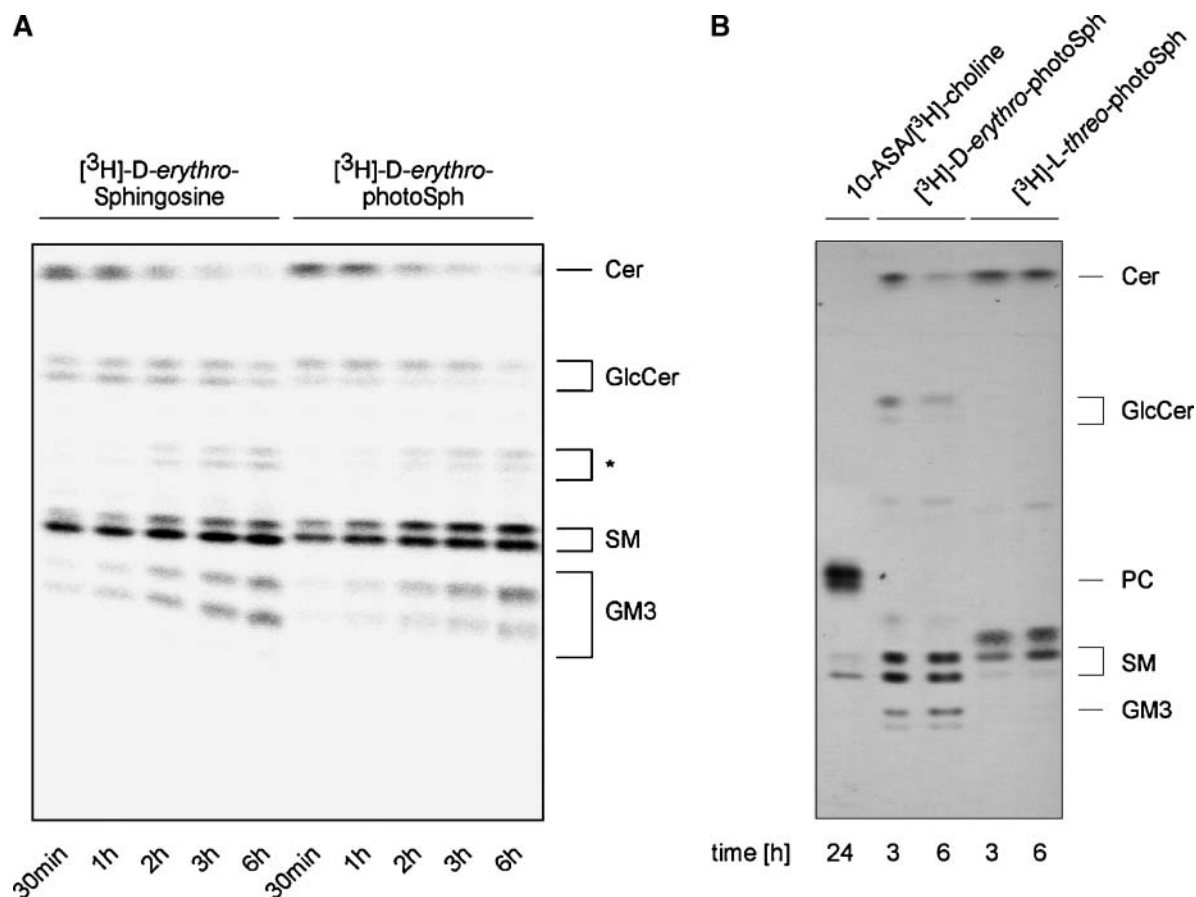 A
[³H]-D-erythro-
Sphingosine
[³H]-D-erythro-
photoSph
Cer
GlcCer
*
SM
GM3
30min
1h
2h
3h
6h
30min
1h
2h
3h
6h
B
10-ASA/[³H]-choline
[³H]-D-erythro-photoSph
[³H]-L-threo-photoSph
Cer
GlcCer
PC
SM
GM3
time [h] 24 3 6 3 6